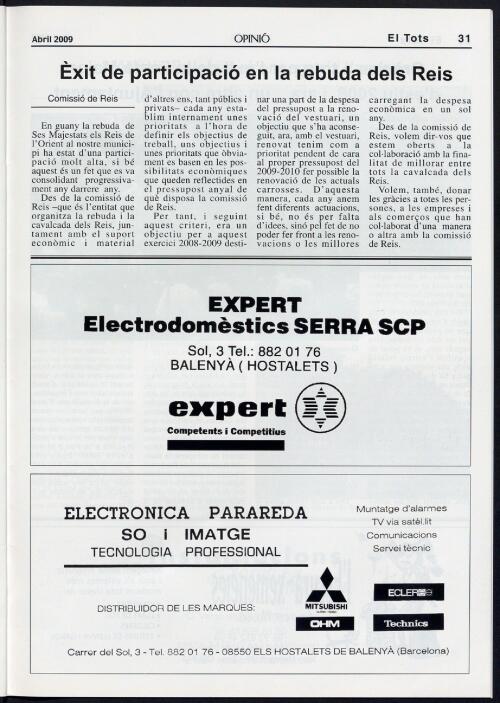 Abril 2009 OPINIÓ El Tots 31
Èxit de participació en la rebuda dels Reis
Comissió de Reis
En guany la rebuda de
Ses Majestats els Reis de
l'Orient al nostre munici-
pi ha estat d'una partici-
pació molt alta, si bé
aquest és un fet que es va
consolidant progressiva-
ment any darrere any.
Des de la comissió de
Reis –que és l'entitat que
organitza la rebuda i la
cavalcada dels Reis, jun-
tament amb el suport
econòmic i material
d'altres ens, tant públics i
privats– cada any esta-
blim internament unes
prioritats a l'hora de
definir els objectius de
treball, uns objectius i
unes prioritats que òbvia-
ment es basen en les pos-
sibilitats econòmiques
que queden reflectides en
el pressupost anyal de
què disposa la comissió
de Reis.
Per tant, i seguint
aquest criteri, era un
objectiu per a aquest
exercici 2008-2009 desti-
nar una part de la despesa
del pressupost a la reno-
vació del vestuari, un
objectiu que s'ha aconse-
guit, ara, amb el vestuari,
renovat tenim com a
prioritat pendent de cara
al proper pressupost del
2009-2010 fer possible la
renovació de les actuals
carrosses. D'aquesta
manera, cada any anem
fent diferents actuacions,
si bé, no és per falta
d'idees, sinó pel fet de no
poder fer front a les reno-
vacions o les millores
carregant la despesa
econòmica en un sol
any.
Des de la comissió de
Reis, volem dir-vos que
estem oberts a la
col·laboració amb la fina-
litat de millorar entre
tots la cavalcada dels
Reis.
Volem, també, donar
les gràcies a totes les per-
sones, a les empreses i
als comerços que han
col·laborat d'una manera
o altra amb la comissió
de Reis.
EXPERT
Electrodomèstics SERRA SCP
Sol, 3 Tel.: 882 01 76
BALENYÀ ( HOSTALETS )
expert
Competents i Competitius
ELECTRONICA PARAREDA
SO i IMATGE
TECNOLOGIA PROFESSIONAL
Muntatge d'alarmes
TV via satèl.lit
Comunicacions
Servei tècnic
DISTRIBUIDOR DE LES MARQUES:
MITSUBISHI
ECLER
OHM
Technics
Carrer del Sol, 3 - Tel. 882 01 76 - 08550 ELS HOSTALETS DE BALENYÀ (Barcelona)